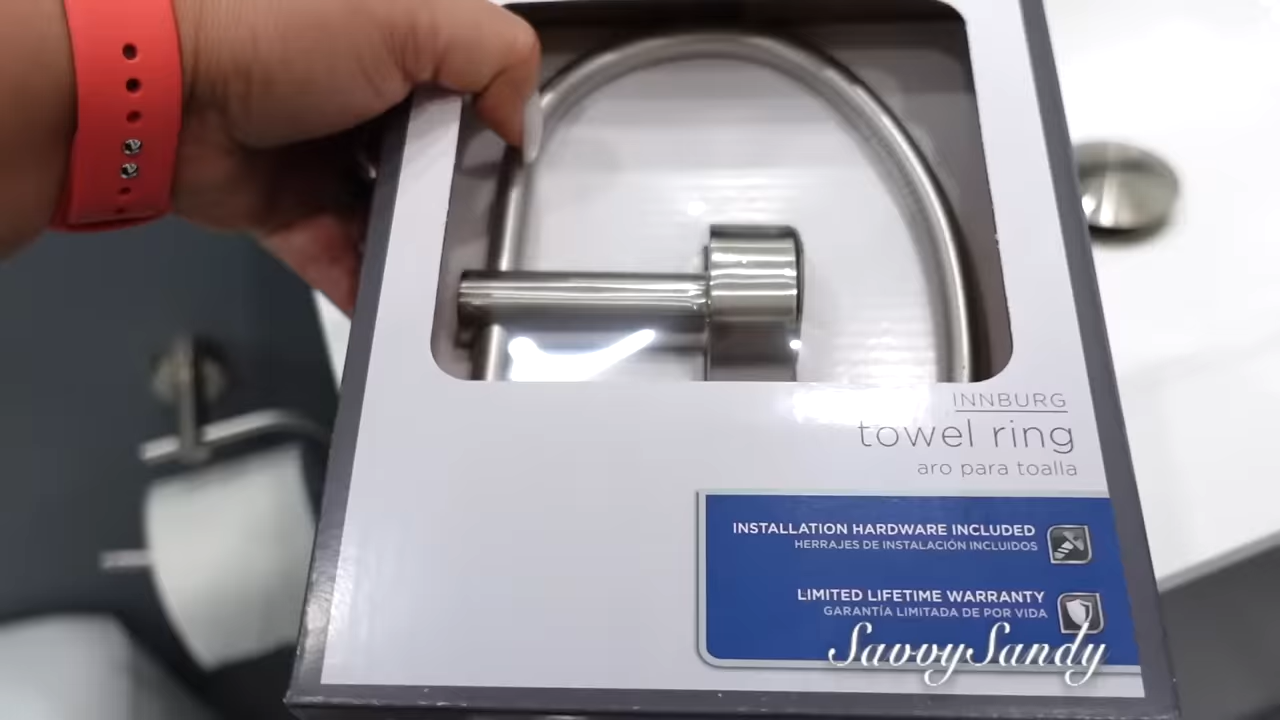 INNBURG
towel ring
aro para toalla
INSTALLATION HARDWARE INCLUDED
HERRAJES DE INSTALACIÓN INCLUIDOS
LIMITED LIFETIME WARRANTY
GARANTÍA LIMITADA DE POR VIDA
SavvySandy